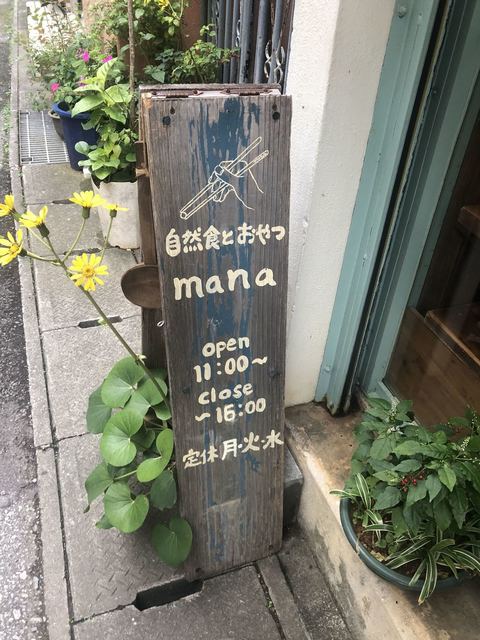 自然食とおやつ
mana
open
11:00~
close
~16:00
定休月・火・水